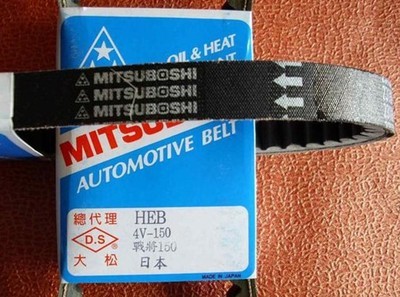 OIL & HEAT
MITSUBOSHI
MITSUBOSHI
MITSUBOSHI
AUTOMOTIVE BELT
總代理
D.S
大松
HEB
4V-150
戰將150
日本
MADE IN JAPAN